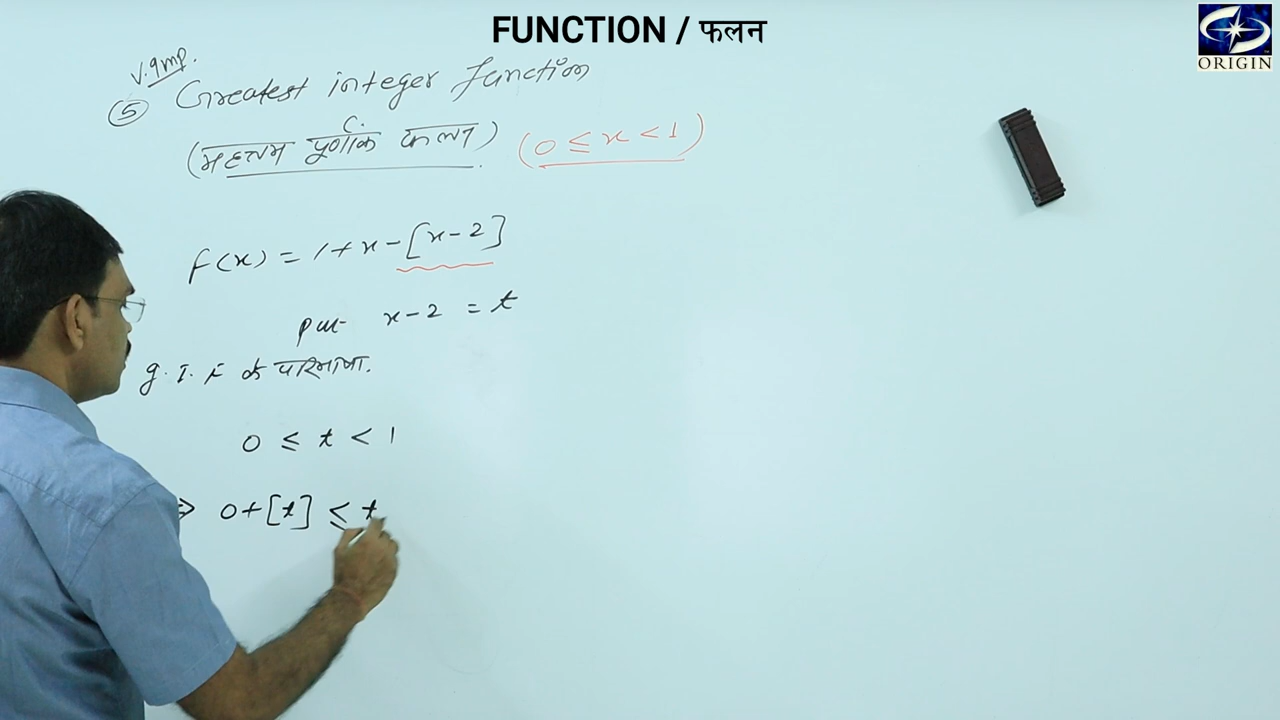 FUNCTION / फलन
ORIGIN
V. Imp.
⑤ Greatest integer function
(महत्तम पूर्णांक फलन) (0 ≤ x < 1)
f(x) = 1 + x - [x-2]
put x-2 = t
g. I. F के परिभाषा.
0 ≤ t < 1
⇒ 0+[t] ≤ t